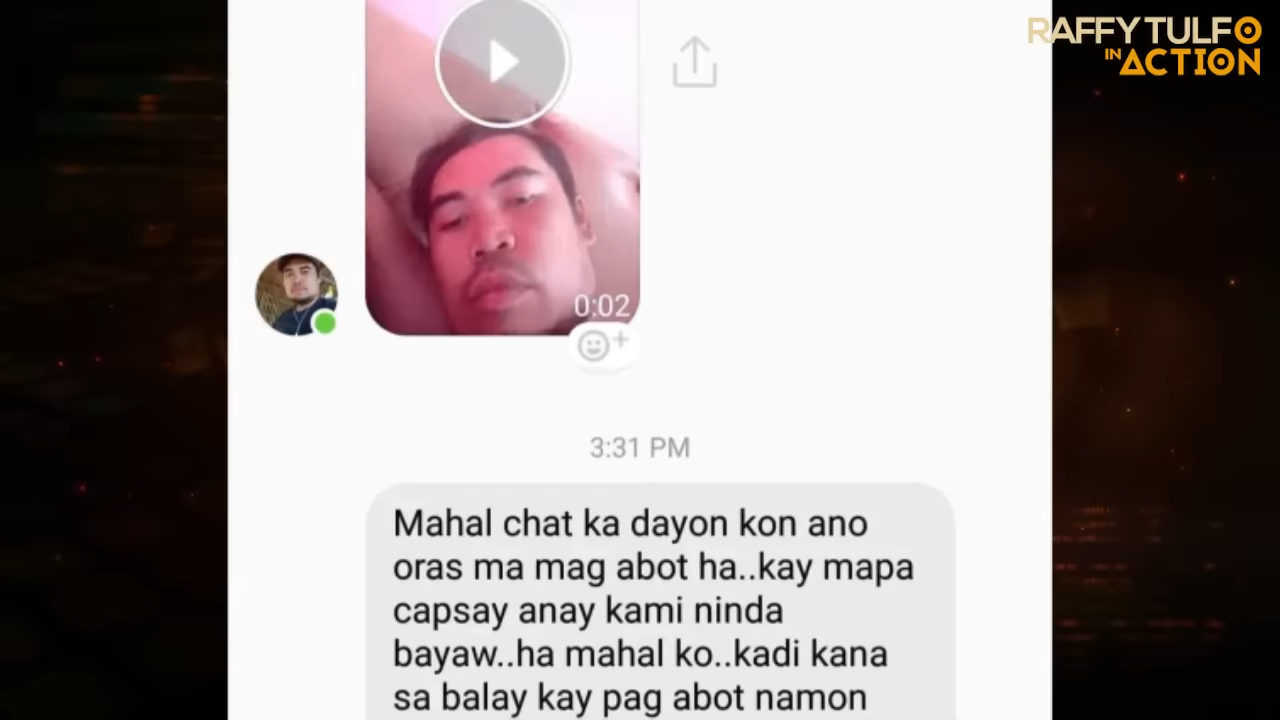 RAFFY TULFO
IN ACTION
0:02
3:31 PM
Mahal chat ka dayon kon ano
oras ma mag abot ha..kay mapa
capsay anay kami ninda
bayaw..ha mahal ko..kadi kana
sa balay kay pag abot namon